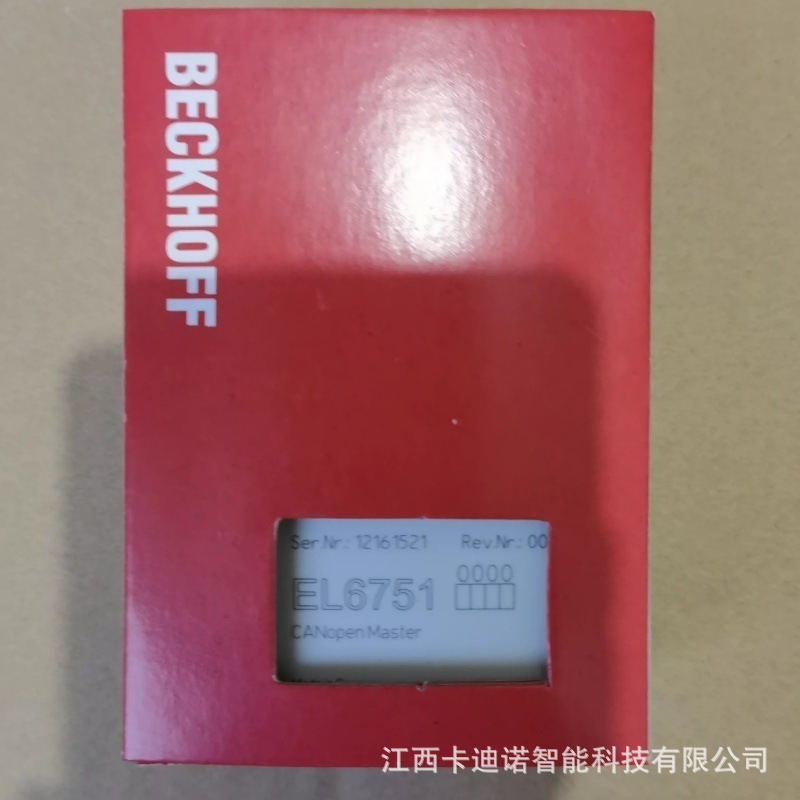 BECKHOFF
Ser.Nr.: 12161521 Rev.Nr.: 00
0000
EL6751
CANopen Master
江西卡迪诺智能科技有限公司